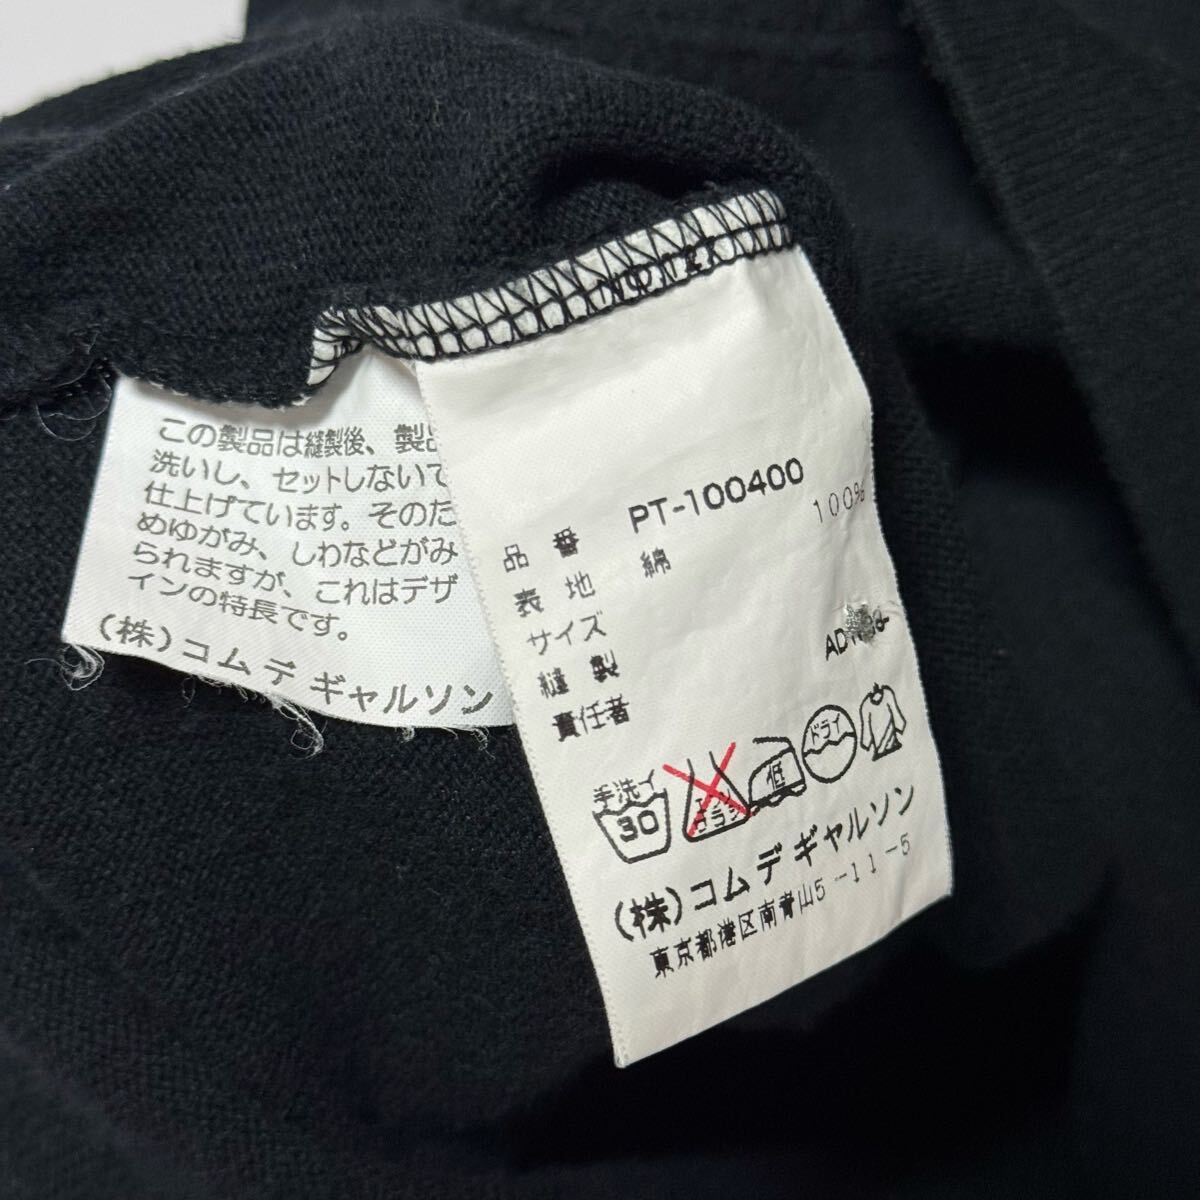 この製品は縫製後、製品
洗いし、セットしないで
仕上げています。そのた
めゆがみ、しわなどがみ
られますが、これはデザ
インの特長です。
(株)コム デ ギャルソン
品 番 PT-100400
表 地 綿 100%
サイズ
縫 製
責任者
手洗イ
30
低
ドライ
(株)コム デ ギャルソン
東京都港区南青山5-11-5